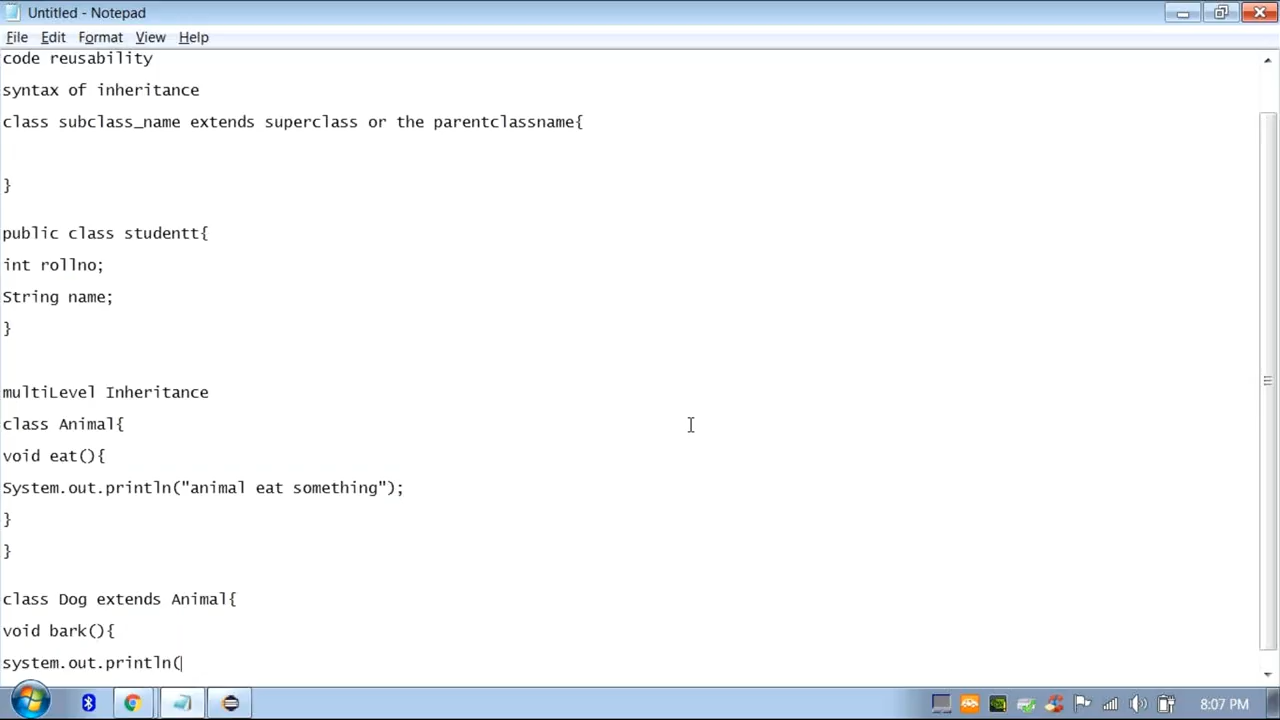 Untitled - Notepad
File Edit Format View Help
code reusability
syntax of inheritance
class subclass_name extends superclass or the parentclassname{
}
public class studentt{
int rollno;
String name;
}
multiLevel Inheritance
class Animal{
void eat(){
System.out.println("animal eat something");
}
}
class Dog extends Animal{
void bark(){
system.out.println(
8:07 PM